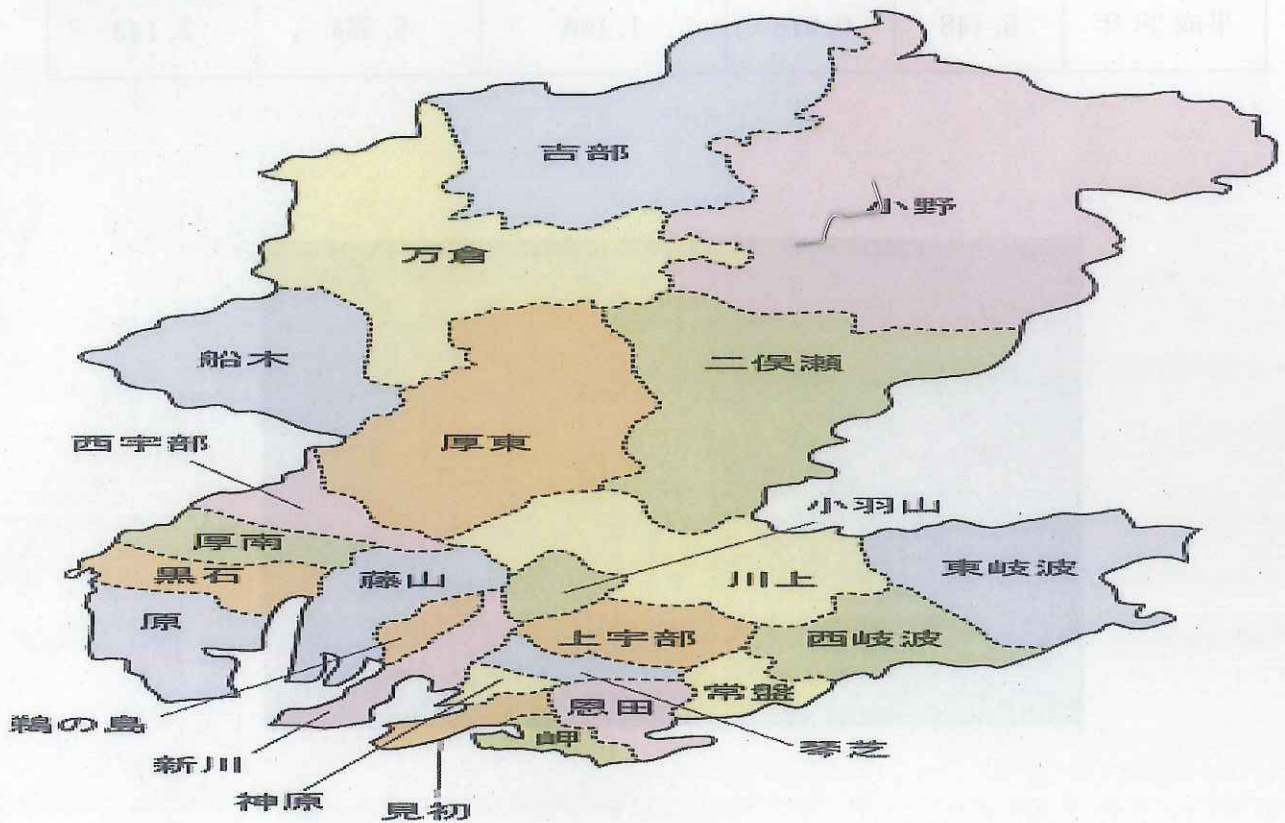 吉部
小野
万倉
船木
二俣瀬
西宇部
厚東
小羽山
厚南
黒石
藤山
川上
東岐波
原
上宇部
西岐波
常盤
恩田
鵜の島
岬
琴芝
新川
神原
見初